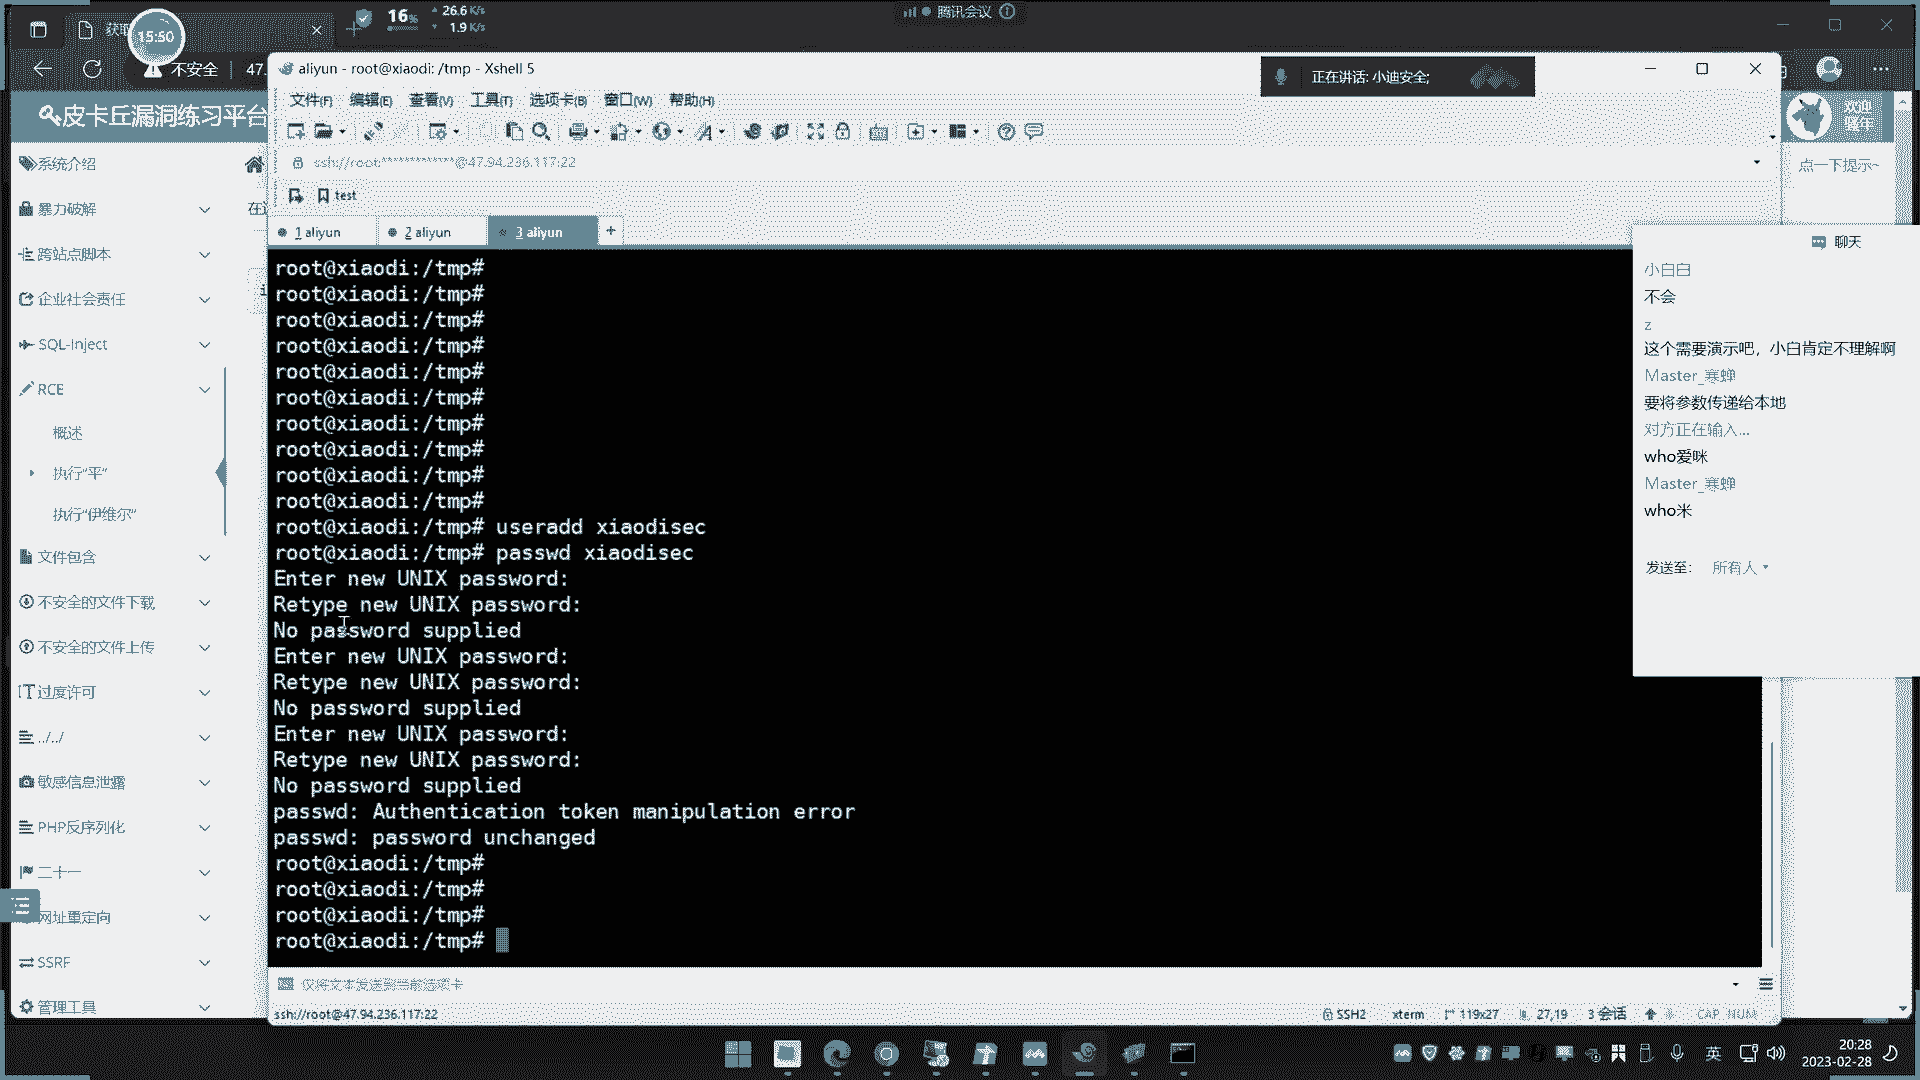 获取
15:50
16%
26.6 K/s
1.9 K/s
腾讯会议
不安全
47.
皮卡丘漏洞练习平台
系统介绍
暴力破解
跨站点脚本
企业社会责任
SQL-Inject
RCE
概述
执行“平”
执行“伊维尔”
文件包含
不安全的文件下载
不安全的文件上传
过度许可
../../
敏感信息泄露
PHP反序列化
二十一
网址重定向
SSRF
管理工具
aliyun - root@xiaodi: /tmp - Xshell 5
正在讲话: 小迪安全;
文件(F) 编辑(E) 查看(V) 工具(T) 选项卡(B) 窗口(W) 帮助(H)
ssh://root:************@47.94.236.117:22
test
1 aliyun
2 aliyun
3 aliyun
+
root@xiaodi:/tmp#
root@xiaodi:/tmp#
root@xiaodi:/tmp#
root@xiaodi:/tmp#
root@xiaodi:/tmp#
root@xiaodi:/tmp#
root@xiaodi:/tmp#
root@xiaodi:/tmp#
root@xiaodi:/tmp#
root@xiaodi:/tmp#
root@xiaodi:/tmp# useradd xiaodisec
root@xiaodi:/tmp# passwd xiaodisec
Enter new UNIX password:
Retype new UNIX password:
No password supplied
Enter new UNIX password:
Retype new UNIX password:
No password supplied
Enter new UNIX password:
Retype new UNIX password:
No password supplied
passwd: Authentication token manipulation error
passwd: password unchanged
root@xiaodi:/tmp#
root@xiaodi:/tmp#
root@xiaodi:/tmp#
root@xiaodi:/tmp#
仅将文本发送到当前选项卡
ssh://root@47.94.236.117:22
SSH2
xterm
119x27
27,19
3 会话
CAP NUM
欢迎
点一下提示~
聊天
小白白
不会
z
这个需要演示吧，小白肯定不理解啊
Master_寒蝉
要将参数传递给本地
对方正在输入...
who爱咪
Master_寒蝉
who米
发送至: 所有人
英
20:28
2023-02-28